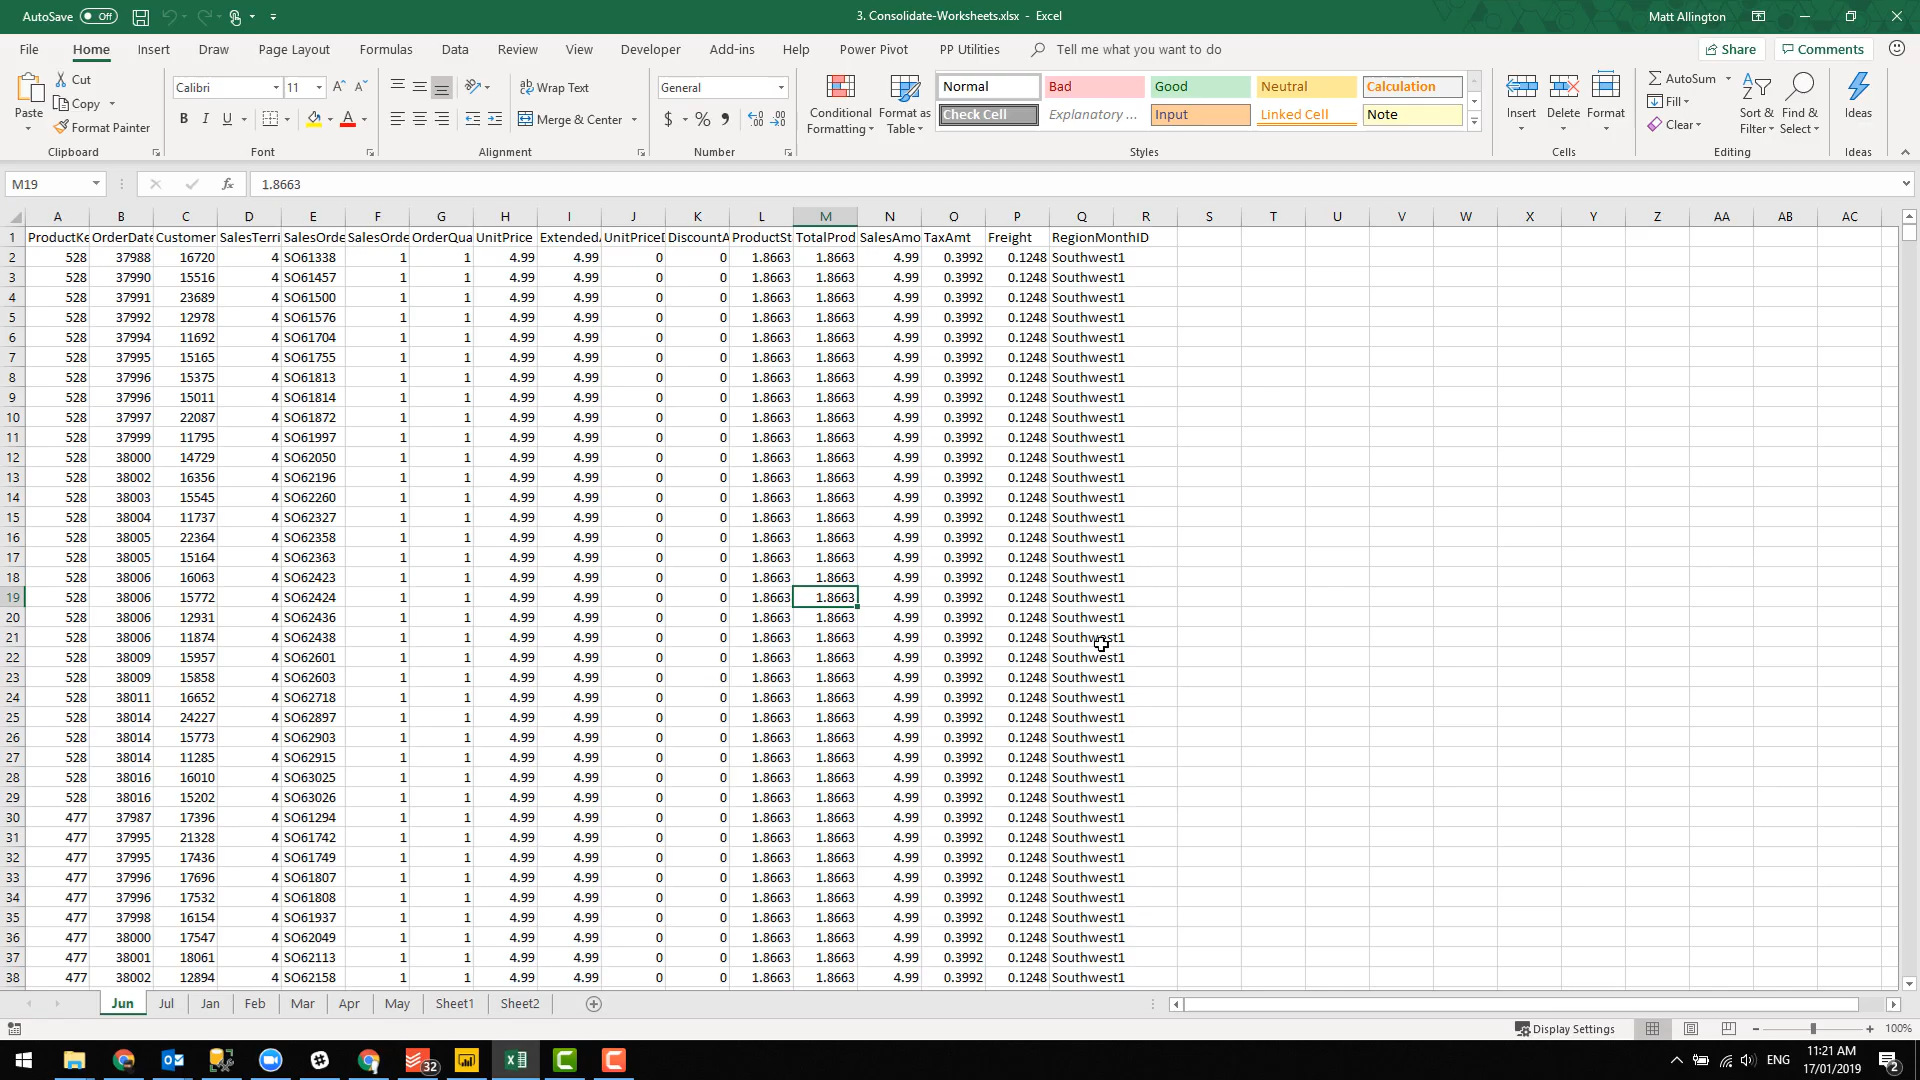 AutoSave Off 3. Consolidate-Worksheets.xlsx - Excel Matt Allington
File Home Insert Draw Page Layout Formulas Data Review View Developer Add-ins Help Power Pivot PP Utilities Tell me what you want to do Share Comments
Cut Calibri 11 Wrap Text General Normal Bad Good Neutral Calculation AutoSum
Copy Fill
Paste Format Painter Merge & Center Conditional Formatting Format as Table Check Cell Explanatory ... Input Linked Cell Note Insert Delete Format Clear Sort & Filter Find & Select Ideas
Clipboard Font Alignment Number Styles Cells Editing Ideas
M19 fx 1.8663
A B C D E F G H I J K L M N O P Q R S T U V W X Y Z AA AB AC
1 ProductKe OrderDate Customer SalesTerri SalesOrde SalesOrde OrderQua UnitPrice Extended UnitPriceD DiscountA ProductSt TotalProd SalesAmo TaxAmt Freight RegionMonthID
2 528 37988 16720 4 SO61338 1 1 4.99 4.99 0 0 1.8663 1.8663 4.99 0.3992 0.1248 Southwest1
3 528 37990 15516 4 SO61457 1 1 4.99 4.99 0 0 1.8663 1.8663 4.99 0.3992 0.1248 Southwest1
4 528 37991 23689 4 SO61500 1 1 4.99 4.99 0 0 1.8663 1.8663 4.99 0.3992 0.1248 Southwest1
5 528 37992 12978 4 SO61576 1 1 4.99 4.99 0 0 1.8663 1.8663 4.99 0.3992 0.1248 Southwest1
6 528 37994 11692 4 SO61704 1 1 4.99 4.99 0 0 1.8663 1.8663 4.99 0.3992 0.1248 Southwest1
7 528 37995 15165 4 SO61755 1 1 4.99 4.99 0 0 1.8663 1.8663 4.99 0.3992 0.1248 Southwest1
8 528 37996 15375 4 SO61813 1 1 4.99 4.99 0 0 1.8663 1.8663 4.99 0.3992 0.1248 Southwest1
9 528 37996 15011 4 SO61814 1 1 4.99 4.99 0 0 1.8663 1.8663 4.99 0.3992 0.1248 Southwest1
10 528 37997 22087 4 SO61872 1 1 4.99 4.99 0 0 1.8663 1.8663 4.99 0.3992 0.1248 Southwest1
11 528 37999 11795 4 SO61997 1 1 4.99 4.99 0 0 1.8663 1.8663 4.99 0.3992 0.1248 Southwest1
12 528 38000 14729 4 SO62050 1 1 4.99 4.99 0 0 1.8663 1.8663 4.99 0.3992 0.1248 Southwest1
13 528 38002 16356 4 SO62196 1 1 4.99 4.99 0 0 1.8663 1.8663 4.99 0.3992 0.1248 Southwest1
14 528 38003 15545 4 SO62260 1 1 4.99 4.99 0 0 1.8663 1.8663 4.99 0.3992 0.1248 Southwest1
15 528 38004 11737 4 SO62327 1 1 4.99 4.99 0 0 1.8663 1.8663 4.99 0.3992 0.1248 Southwest1
16 528 38005 22364 4 SO62358 1 1 4.99 4.99 0 0 1.8663 1.8663 4.99 0.3992 0.1248 Southwest1
17 528 38005 15164 4 SO62363 1 1 4.99 4.99 0 0 1.8663 1.8663 4.99 0.3992 0.1248 Southwest1
18 528 38006 16063 4 SO62423 1 1 4.99 4.99 0 0 1.8663 1.8663 4.99 0.3992 0.1248 Southwest1
19 528 38006 15772 4 SO62424 1 1 4.99 4.99 0 0 1.8663 1.8663 4.99 0.3992 0.1248 Southwest1
20 528 38006 12931 4 SO62436 1 1 4.99 4.99 0 0 1.8663 1.8663 4.99 0.3992 0.1248 Southwest1
21 528 38006 11874 4 SO62438 1 1 4.99 4.99 0 0 1.8663 1.8663 4.99 0.3992 0.1248 Southwest1
22 528 38009 15957 4 SO62601 1 1 4.99 4.99 0 0 1.8663 1.8663 4.99 0.3992 0.1248 Southwest1
23 528 38009 15858 4 SO62603 1 1 4.99 4.99 0 0 1.8663 1.8663 4.99 0.3992 0.1248 Southwest1
24 528 38011 16652 4 SO62718 1 1 4.99 4.99 0 0 1.8663 1.8663 4.99 0.3992 0.1248 Southwest1
25 528 38014 24227 4 SO62897 1 1 4.99 4.99 0 0 1.8663 1.8663 4.99 0.3992 0.1248 Southwest1
26 528 38014 15773 4 SO62903 1 1 4.99 4.99 0 0 1.8663 1.8663 4.99 0.3992 0.1248 Southwest1
27 528 38014 11285 4 SO62915 1 1 4.99 4.99 0 0 1.8663 1.8663 4.99 0.3992 0.1248 Southwest1
28 528 38016 16010 4 SO63025 1 1 4.99 4.99 0 0 1.8663 1.8663 4.99 0.3992 0.1248 Southwest1
29 528 38016 15202 4 SO63026 1 1 4.99 4.99 0 0 1.8663 1.8663 4.99 0.3992 0.1248 Southwest1
30 477 37987 17396 4 SO61294 1 1 4.99 4.99 0 0 1.8663 1.8663 4.99 0.3992 0.1248 Southwest1
31 477 37995 21328 4 SO61742 1 1 4.99 4.99 0 0 1.8663 1.8663 4.99 0.3992 0.1248 Southwest1
32 477 37995 17436 4 SO61749 1 1 4.99 4.99 0 0 1.8663 1.8663 4.99 0.3992 0.1248 Southwest1
33 477 37996 17696 4 SO61807 1 1 4.99 4.99 0 0 1.8663 1.8663 4.99 0.3992 0.1248 Southwest1
34 477 37996 17532 4 SO61808 1 1 4.99 4.99 0 0 1.8663 1.8663 4.99 0.3992 0.1248 Southwest1
35 477 37998 16154 4 SO61937 1 1 4.99 4.99 0 0 1.8663 1.8663 4.99 0.3992 0.1248 Southwest1
36 477 38000 17547 4 SO62049 1 1 4.99 4.99 0 0 1.8663 1.8663 4.99 0.3992 0.1248 Southwest1
37 477 38001 18061 4 SO62113 1 1 4.99 4.99 0 0 1.8663 1.8663 4.99 0.3992 0.1248 Southwest1
38 477 38002 12894 4 SO62158 1 1 4.99 4.99 0 0 1.8663 1.8663 4.99 0.3992 0.1248 Southwest1
Jun Jul Jan Feb Mar Apr May Sheet1 Sheet2
Display Settings 100%
32 ENG 11:21 AM
17/01/2019 2